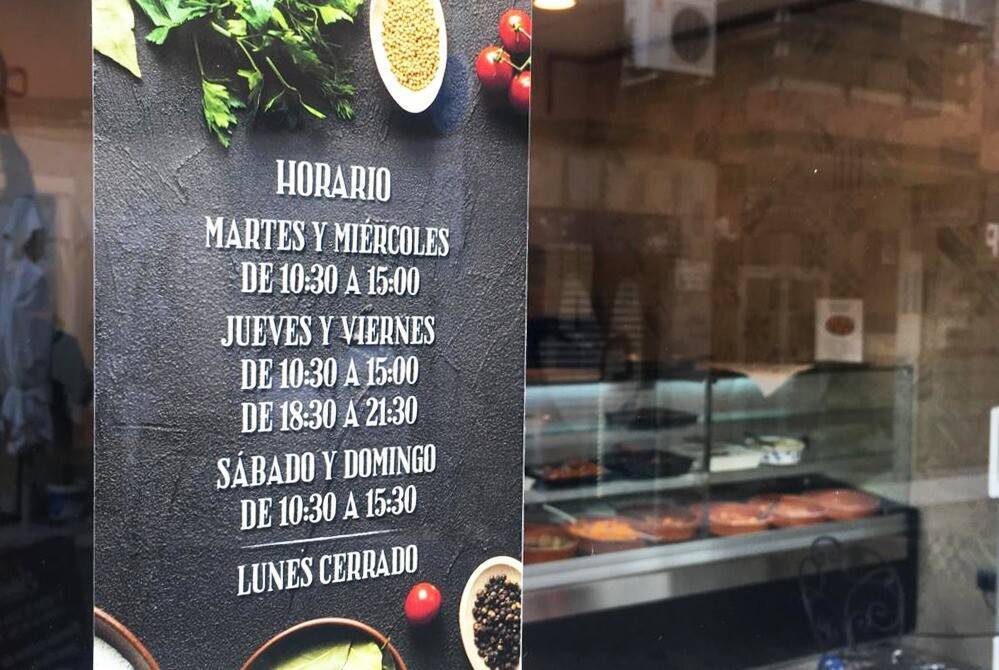 HORARIO
MARTES Y MIÉRCOLES
DE 10:30 A 15:00
JUEVES Y VIERNES
DE 10:30 A 15:00
DE 18:30 A 21:30
SÁBADO Y DOMINGO
DE 10:30 A 15:30
LUNES CERRADO